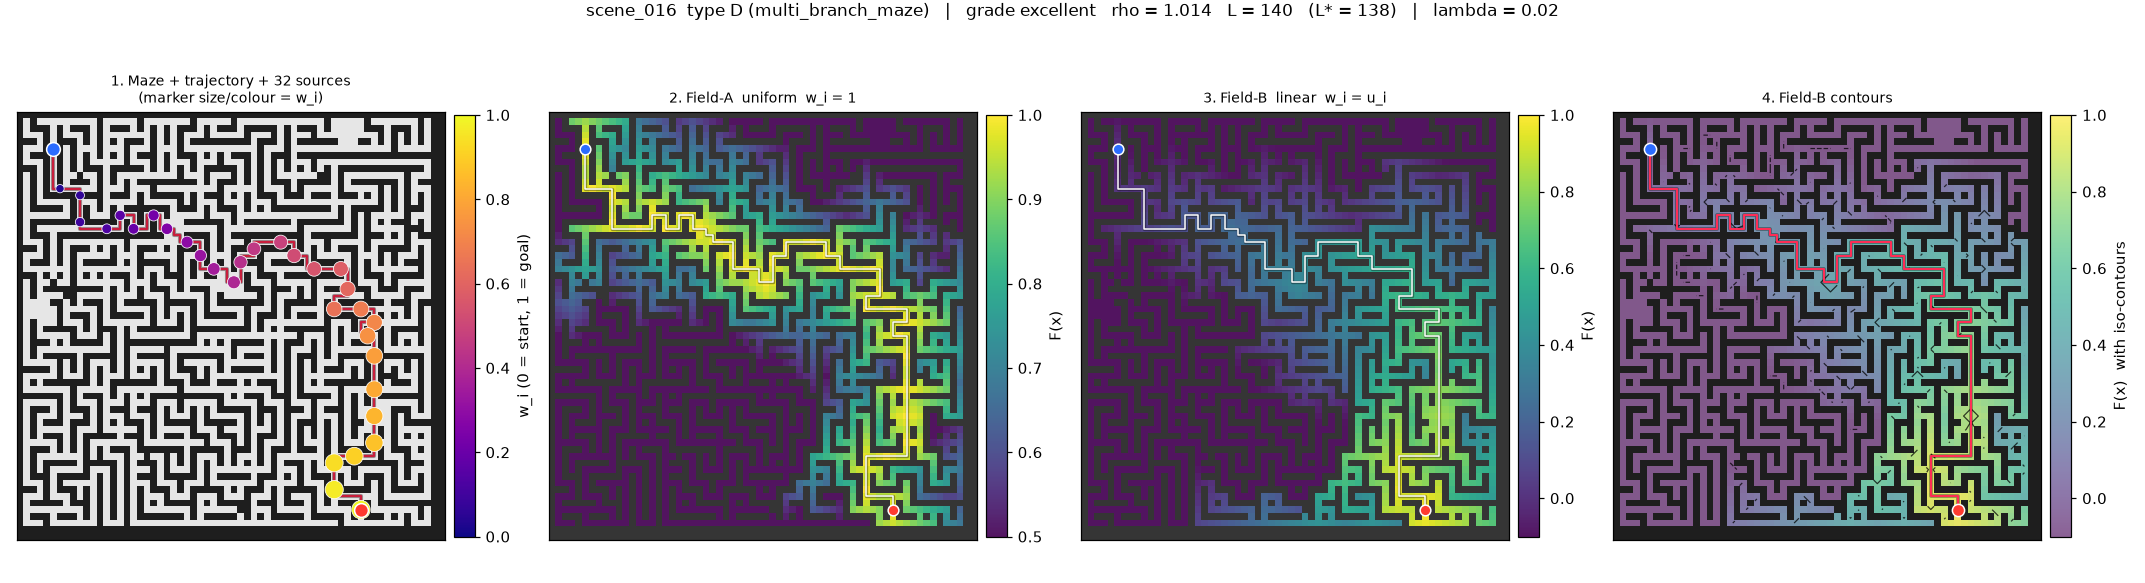 scene_016  type D (multi_branch_maze)   |   grade excellent   rho = 1.014   L = 140   (L* = 138)   |   lambda = 0.02
1. Maze + trajectory + 32 sources
(marker size/colour = w_i)
1.0
0.8
0.6
0.4
0.2
0.0
w_i (0 = start, 1 = goal)
2. Field-A  uniform  w_i = 1
1.0
0.9
0.8
0.7
0.6
0.5
F(x)
3. Field-B  linear  w_i = u_i
1.0
0.8
0.6
0.4
0.2
0.0
F(x)
4. Field-B contours
1.0
0.8
0.6
0.4
0.2
0.0
F(x)  with iso-contours